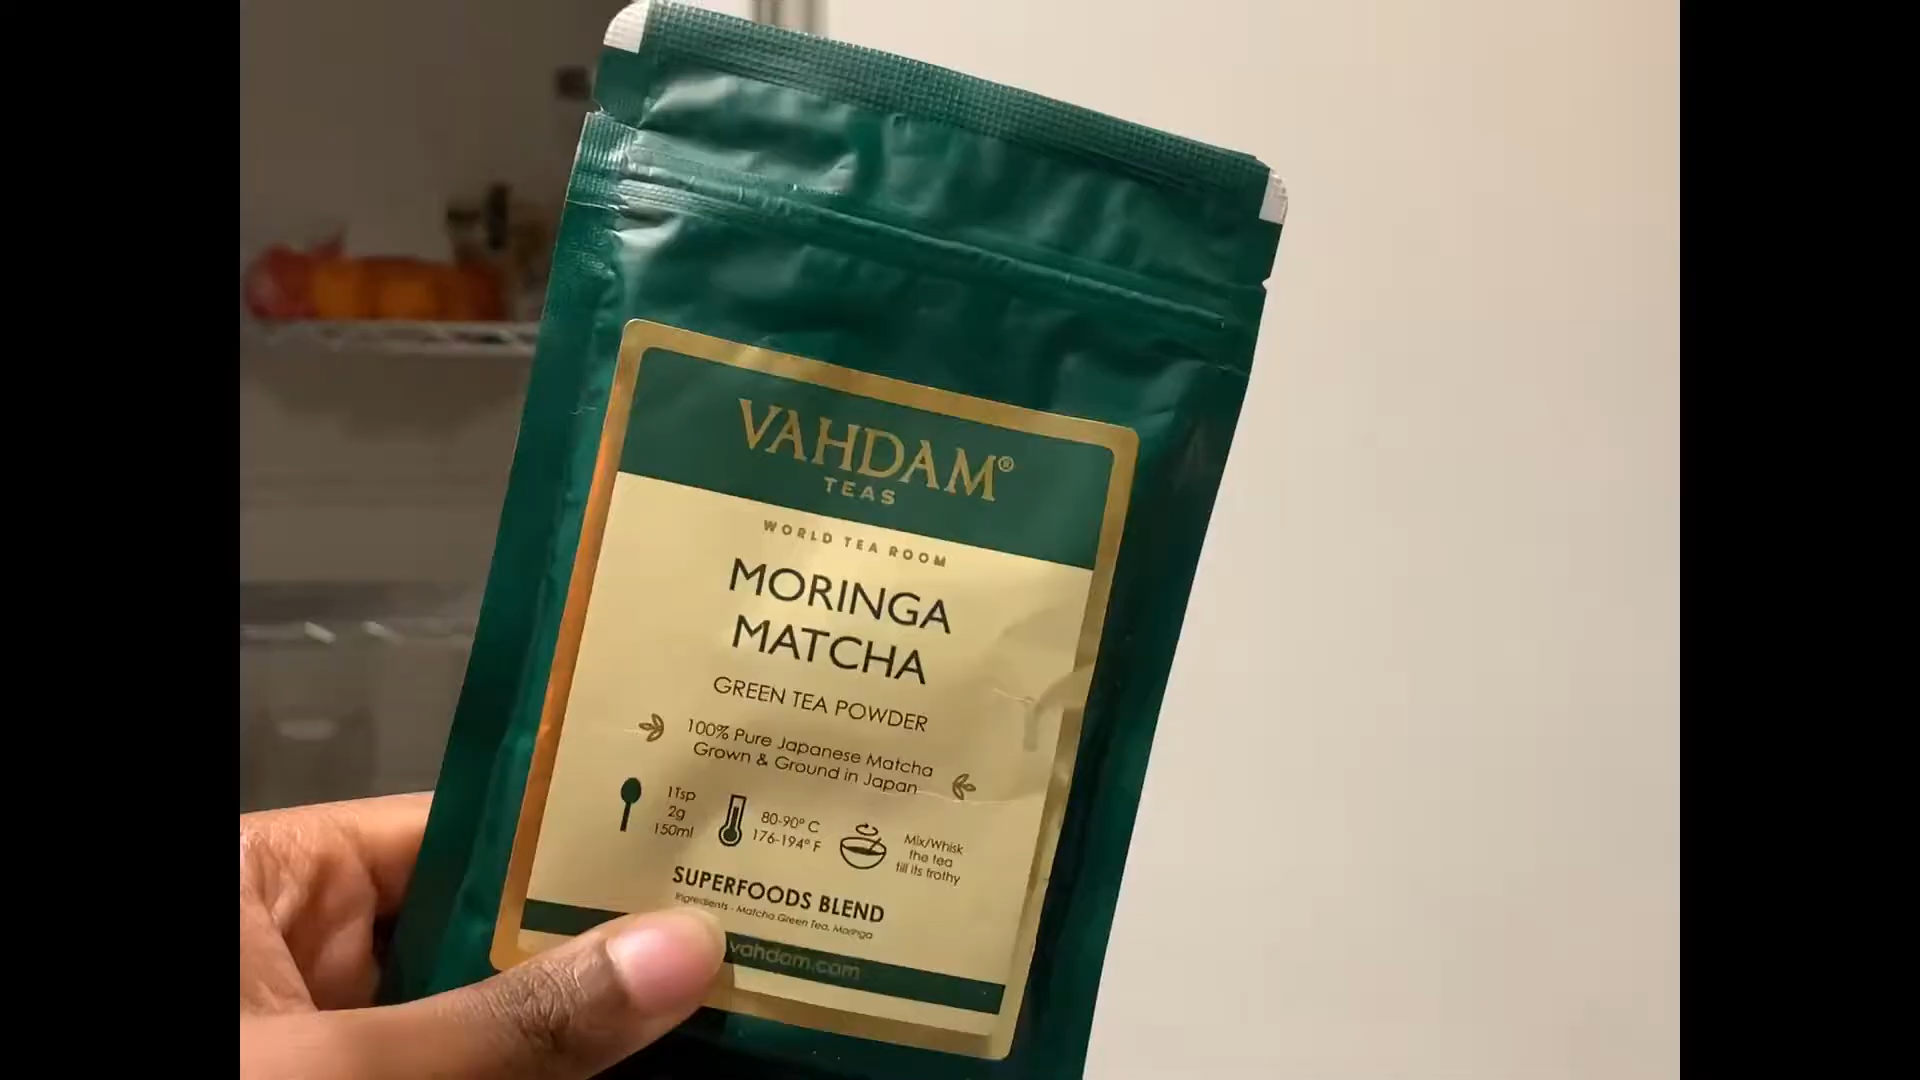 VAHDAM®
TEAS
WORLD TEA ROOM
MORINGA
MATCHA
GREEN TEA POWDER
100% Pure Japanese Matcha
Grown & Ground in Japan
1Tsp
2g
150ml
80-90° C
176-194° F
Mix/Whisk
the tea
till its frothy
SUPERFOODS BLEND
Ingredients - Matcha Green Tea, Moringa
vahdam.com